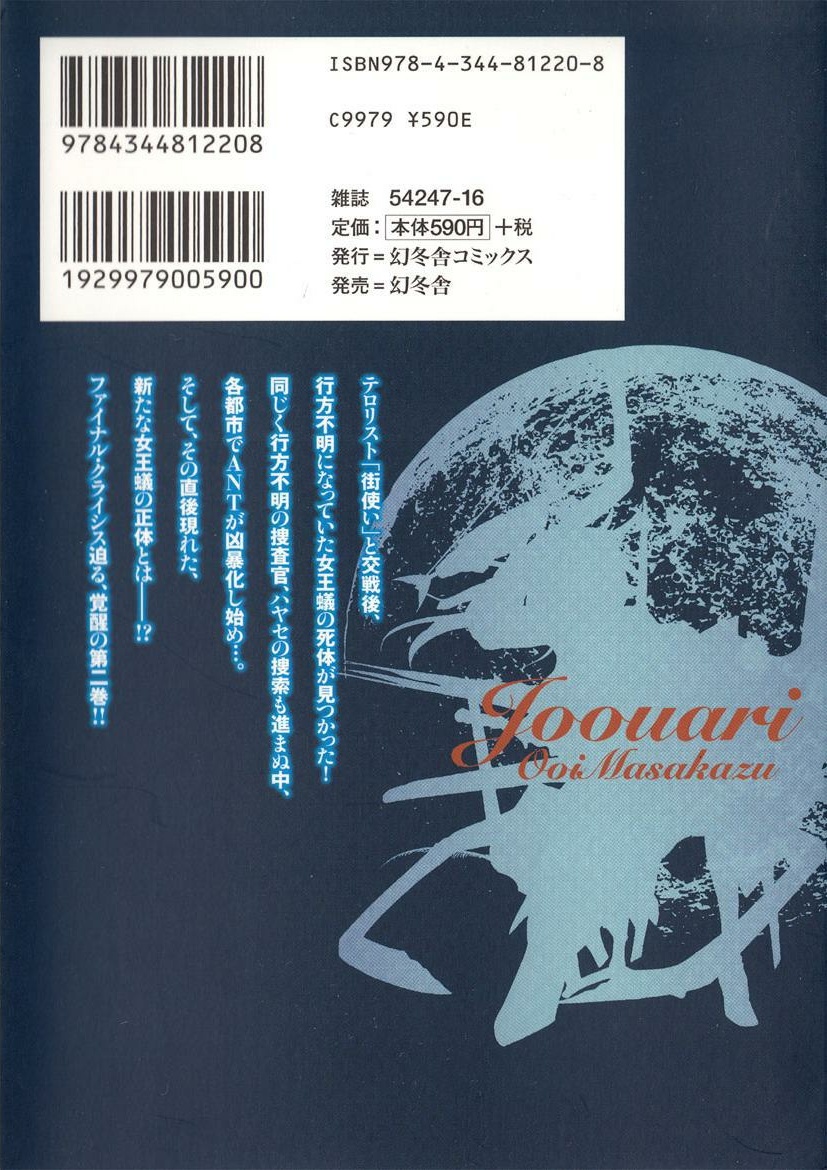 ISBN978-4-344-81220-8
9784344812208
C9979 ¥590E
1929979005900
雑誌 54247-16
定価：本体590円＋税
発行＝幻冬舎コミックス
発売＝幻冬舎
テロリスト「街使い」と交戦後、
行方不明になっていた女王蟻の死体が見つかった！
同じく行方不明の捜査官、ハヤセの捜索も進まぬ中、
各都市でANTが凶暴化し始め…。
そして、その直後現れた、
新たな女王蟻の正体とは――!?
ファイナル・クライシス迫る、覚醒の第二巻!!
Joouari
Ooi Masakazu